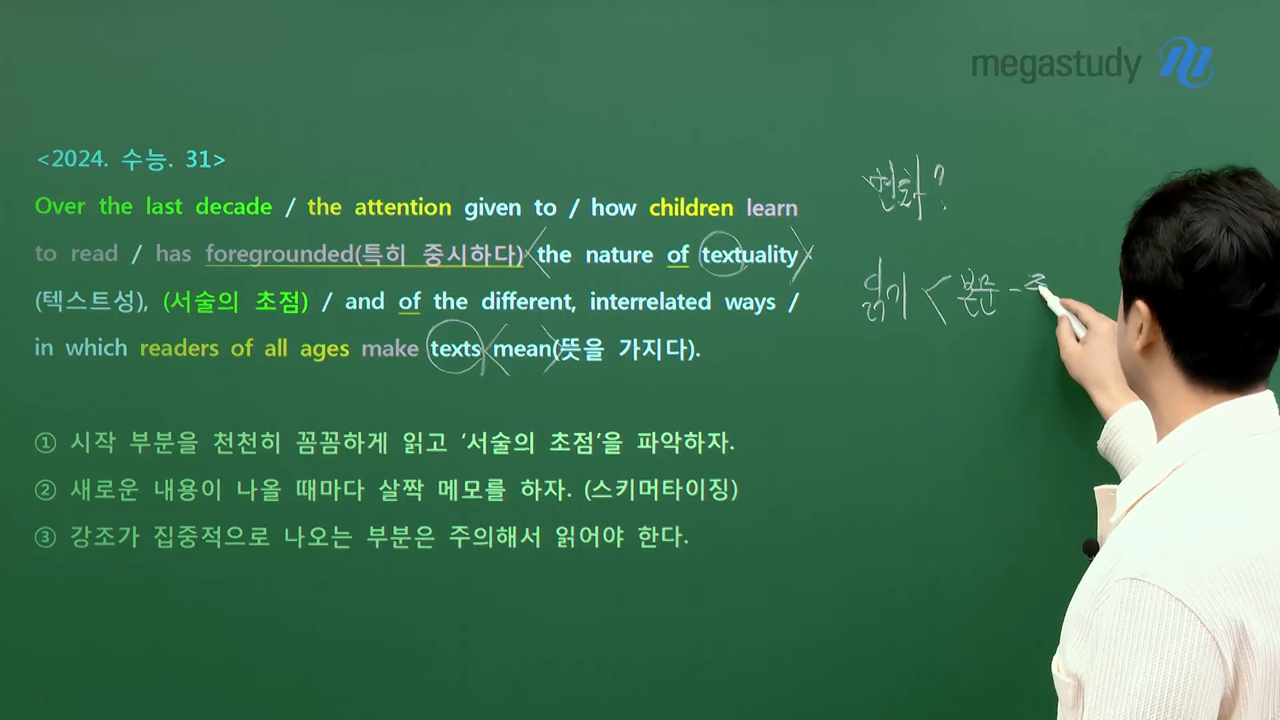 megastudy
<2024. 수능. 31>
Over the last decade / the attention given to / how children learn
to read / has foregrounded(특히 중시하다) the nature of textuality
(텍스트성), (서술의 초점) / and of the different, interrelated ways /
in which readers of all ages make texts mean(뜻을 가지다).
① 시작 부분을 천천히 꼼꼼하게 읽고 ‘서술의 초점’을 파악하자.
② 새로운 내용이 나올 때마다 살짝 메모를 하자. (스키머타이징)
③ 강조가 집중적으로 나오는 부분은 주의해서 읽어야 한다.
변화?
읽기 <